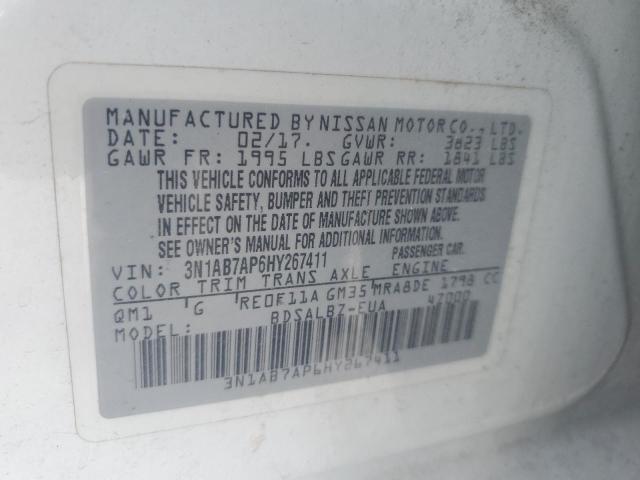 MANUFACTURED BY NISSAN MOTOR CO., LTD.
DATE: 02/17. GVWR: 3823 LBS
GAWR FR: 1995 LBS GAWR RR: 1841 LBS
THIS VEHICLE CONFORMS TO ALL APPLICABLE FEDERAL MOTOR
VEHICLE SAFETY, BUMPER AND THEFT PREVENTION STANDARDS
IN EFFECT ON THE DATE OF MANUFACTURE SHOWN ABOVE.
SEE OWNER'S MANUAL FOR ADDITIONAL INFORMATION.
VIN: 3N1AB7AP6HY267411 PASSENGER CAR.
COLOR TRIM TRANS AXLE ENGINE
QM1 G RE0F11A GM35 MRA8DE 1798 CC
MODEL: BDSALBZ-EUA 47000
3N1AB7AP6HY267411